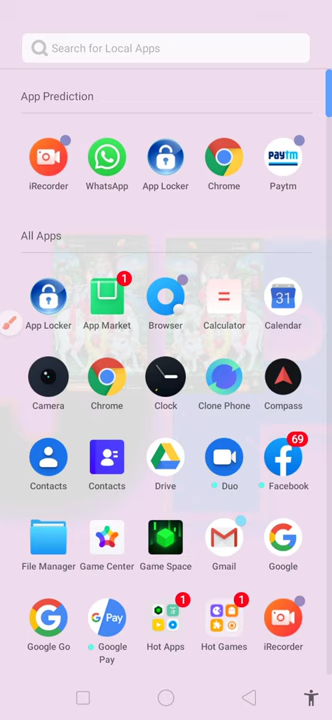 Search for Local Apps
App Prediction
paytm
iRecorder WhatsApp App Locker Chrome Paytm
All Apps
1
31
App Locker App Market Browser Calculator Calendar
Camera Chrome Clock Clone Phone Compass
69
Contacts Contacts Drive Duo Facebook
File Manager Game Center Game Space Gmail Google
1 1
G Pay
Google Go Google Pay Hot Apps Hot Games iRecorder